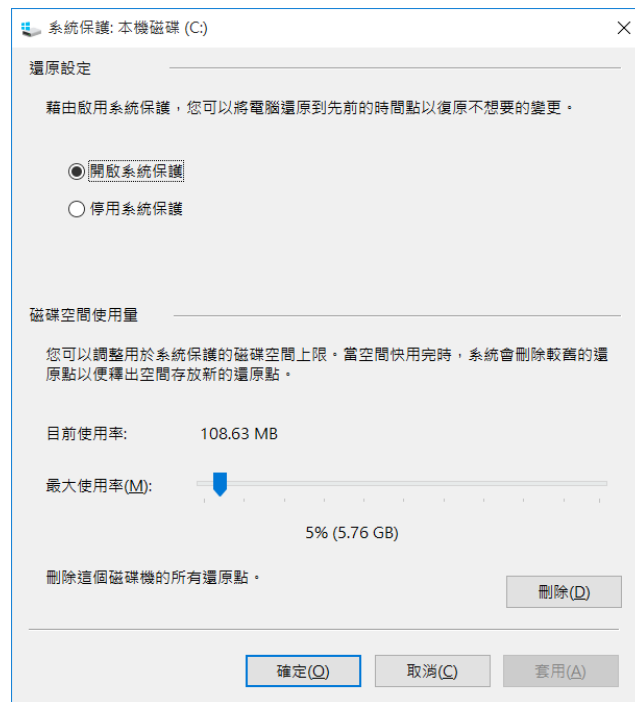 系統保護: 本機磁碟 (C:)
還原設定
藉由啟用系統保護，您可以將電腦還原到先前的時間點以復原不想要的變更。
開啟系統保護
停用系統保護
磁碟空間使用量
您可以調整用於系統保護的磁碟空間上限。當空間快用完時，系統會刪除較舊的還
原點以便釋出空間存放新的還原點。
目前使用率: 108.63 MB
最大使用率(M):
5% (5.76 GB)
刪除這個磁碟機的所有還原點。
刪除(D)
確定(O) 取消(C) 套用(A)